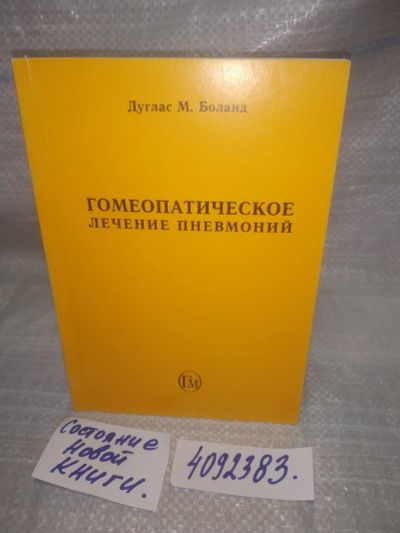 Дуглас М. Боланд
ГОМЕОПАТИЧЕСКОЕ
ЛЕЧЕНИЕ ПНЕВМОНИЙ
ГМ
Состояние
новой
книги.
4092383.